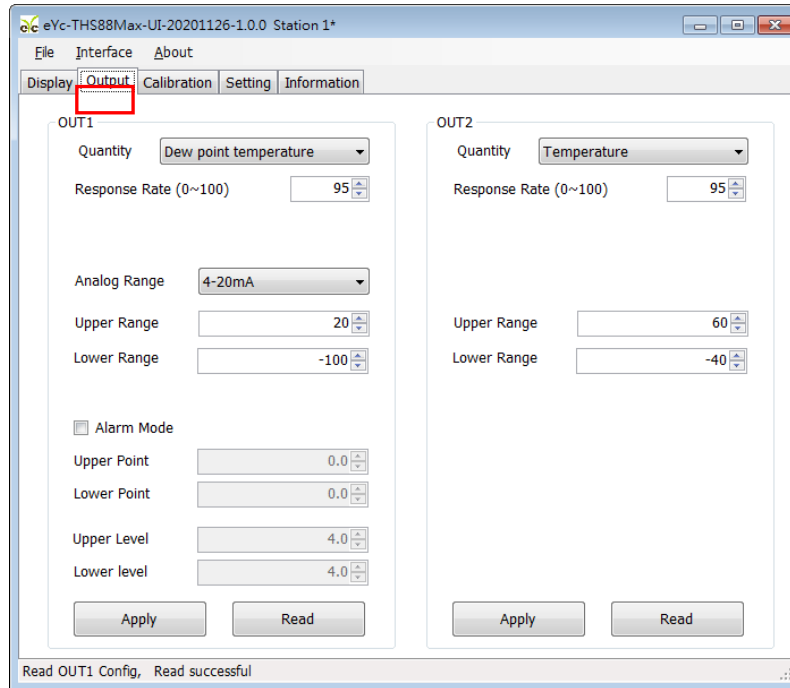 eYc eYc-THS88Max-UI-20201126-1.0.0 Station 1*
File Interface About
Display Output Calibration Setting Information
OUT1
Quantity Dew point temperature
Response Rate (0~100) 95
Analog Range 4-20mA
Upper Range 20
Lower Range -100
Alarm Mode
Upper Point 0.0
Lower Point 0.0
Upper Level 4.0
Lower level 4.0
Apply Read
OUT2
Quantity Temperature
Response Rate (0~100) 95
Upper Range 60
Lower Range -40
Apply Read
Read OUT1 Config, Read successful